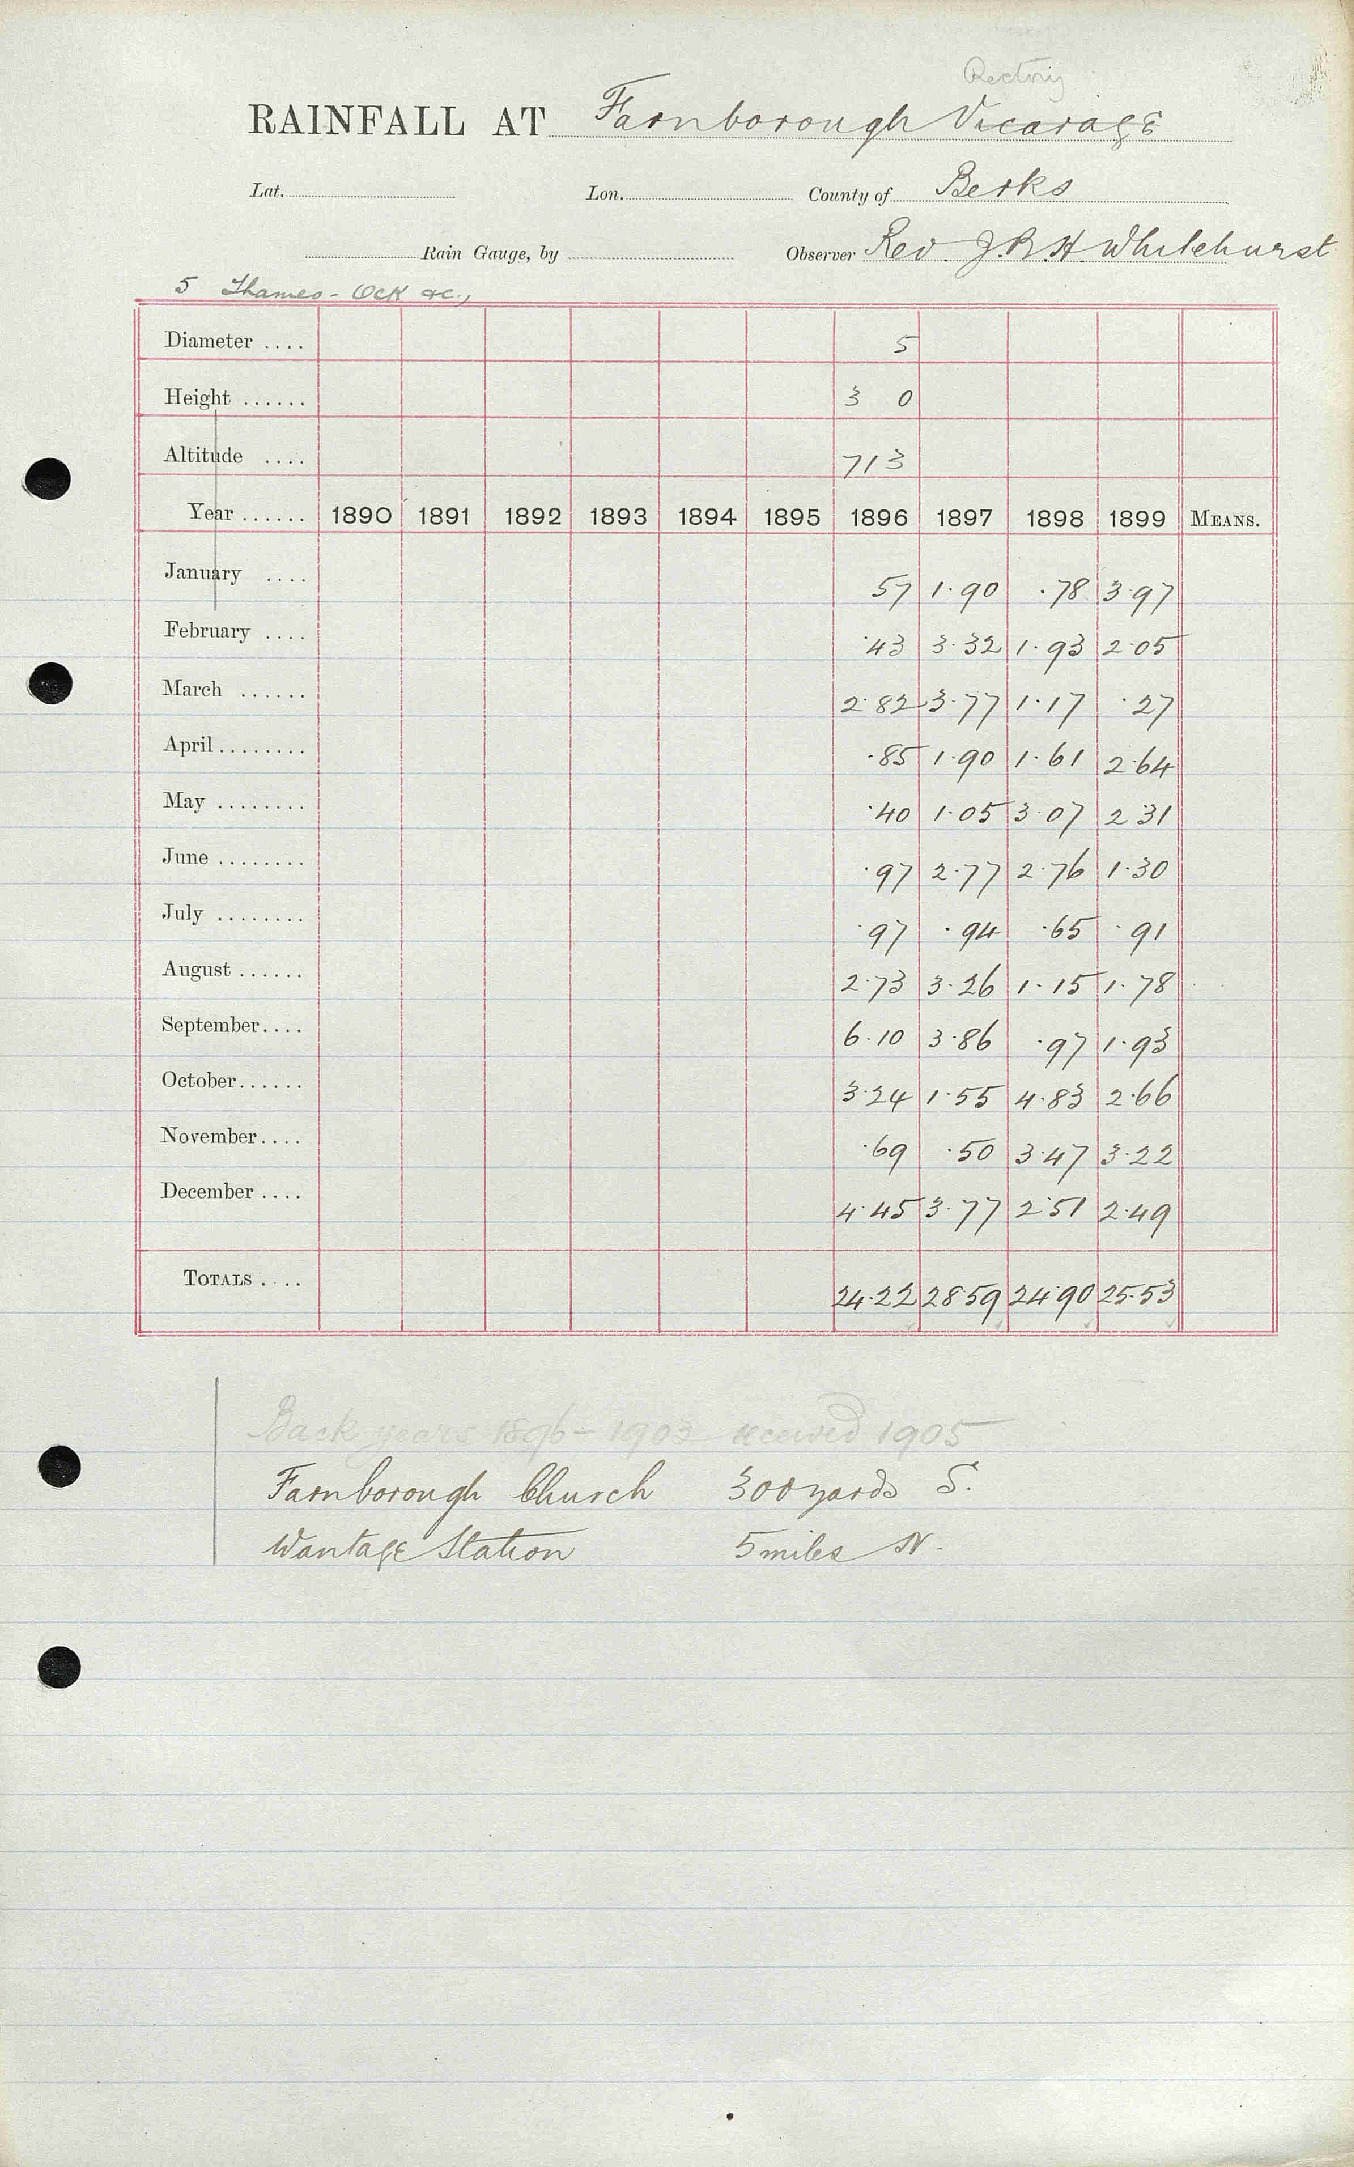 Rectory
RAINFALL AT Farnborough Vicarage
Lat. Lon. County of Berks
Rain Gauge, by Observer Rev J.R.H. Whitehurst
5 Thames - Ock &c.,
Diameter .... 5
Height ...... 3 0
Altitude .... 713
Year ...... 1890 1891 1892 1893 1894 1895 1896 1897 1898 1899 MEANS.
January .... 57 1.90 .78 3.97
February .... .43 3.32 1.93 2.05
March ...... 2.82 3.77 1.17 .27
April ........ .85 1.90 1.61 2.64
May ........ .40 1.05 3.07 2 31
June ........ .97 2.77 2.76 1.30
July ........ .97 .94 .65 .91
August ...... 2.73 3.26 1.15 1.78
September.... 6.10 3.86 .97 1.93
October...... 3.24 1.55 4.83 2.66
November.... .69 .50 3.47 3.22
December .... 4.45 3.77 2.51 2.49
TOTALS .... 24.22 28.59 24.90 25.53
Back years 1896 - 1903 received 1905
Farnborough Church 300 yards S.
Wantage Station 5 miles N.